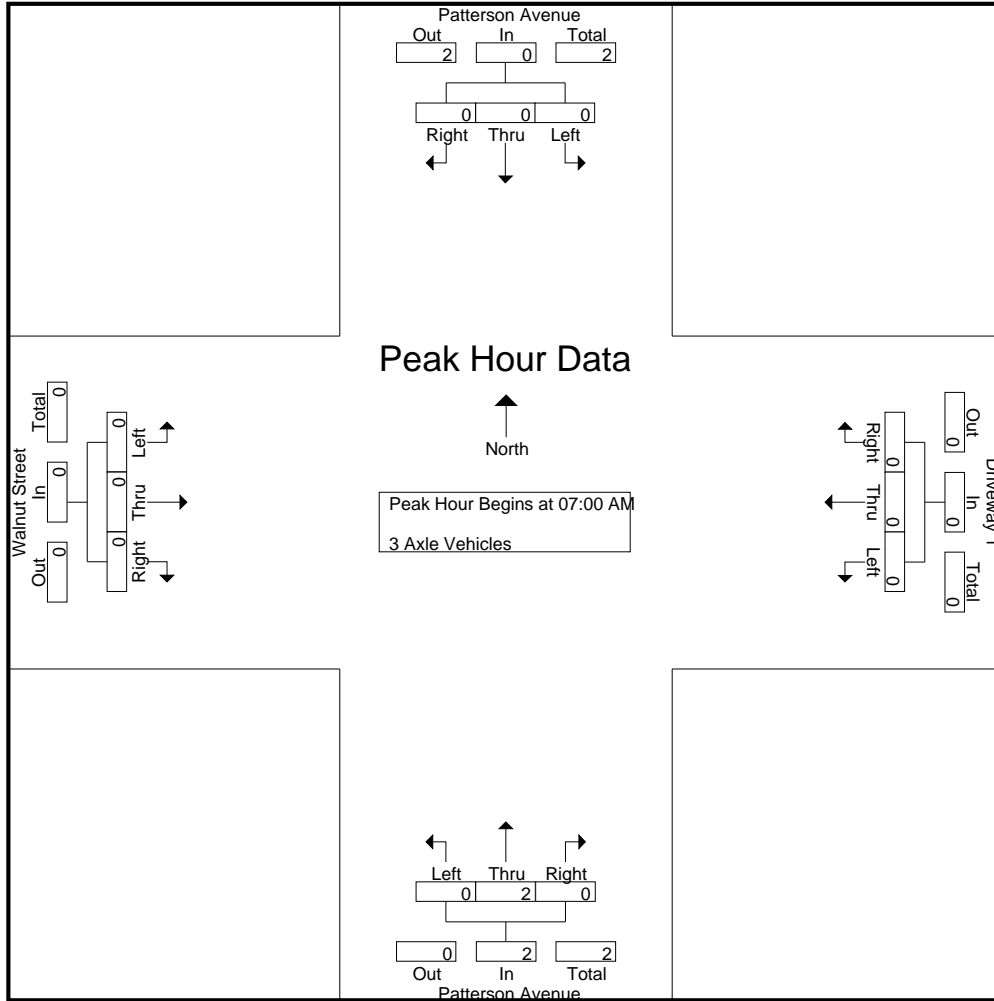 Patterson Avenue
Out In Total
2 0 2
0 0 0
Right Thru Left
Peak Hour Data
North
Peak Hour Begins at 07:00 AM
3 Axle Vehicles
Walnut Street
Total In Out
0 0 0
0 0 0
Left Thru Right
Right Thru Left
0 0 0
Out In Total
0 0 0
Driveway 1
Left Thru Right
0 2 0
0 2 2
Out In Total
Patterson Avenue